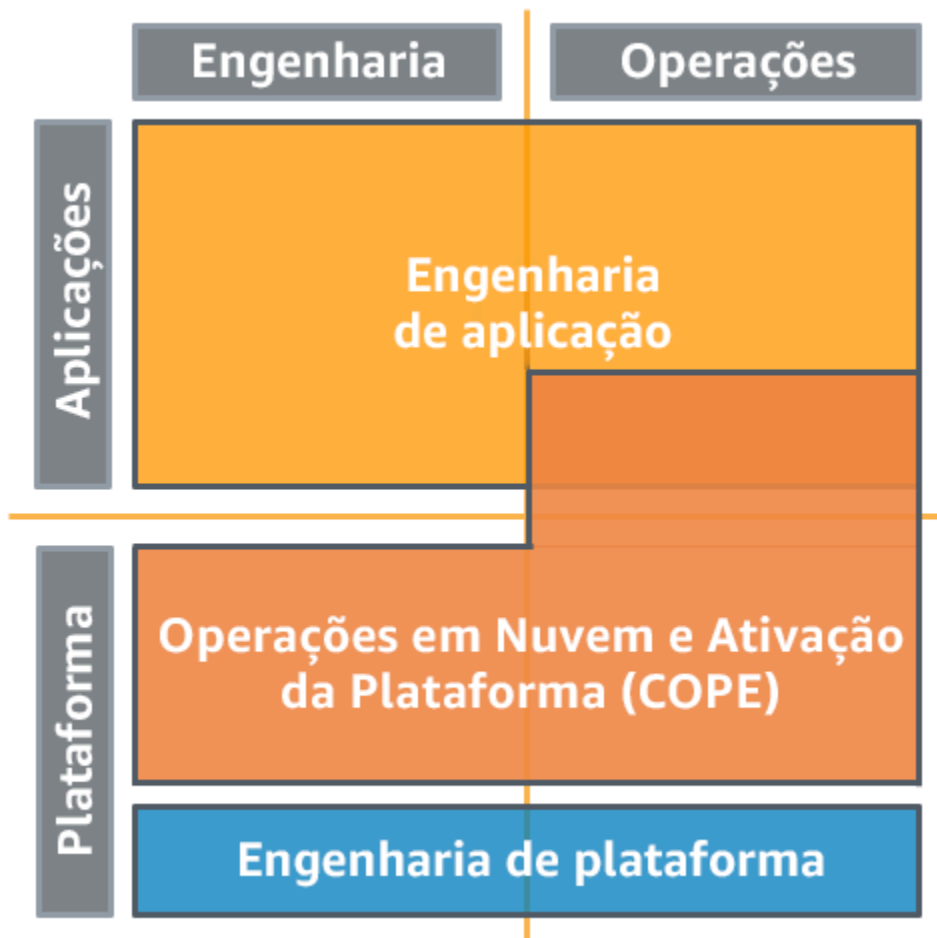 Engenharia
Operações
Aplicações
Engenharia
de aplicação
Plataforma
Operações em Nuvem e Ativação
da Plataforma (COPE)
Engenharia de plataforma